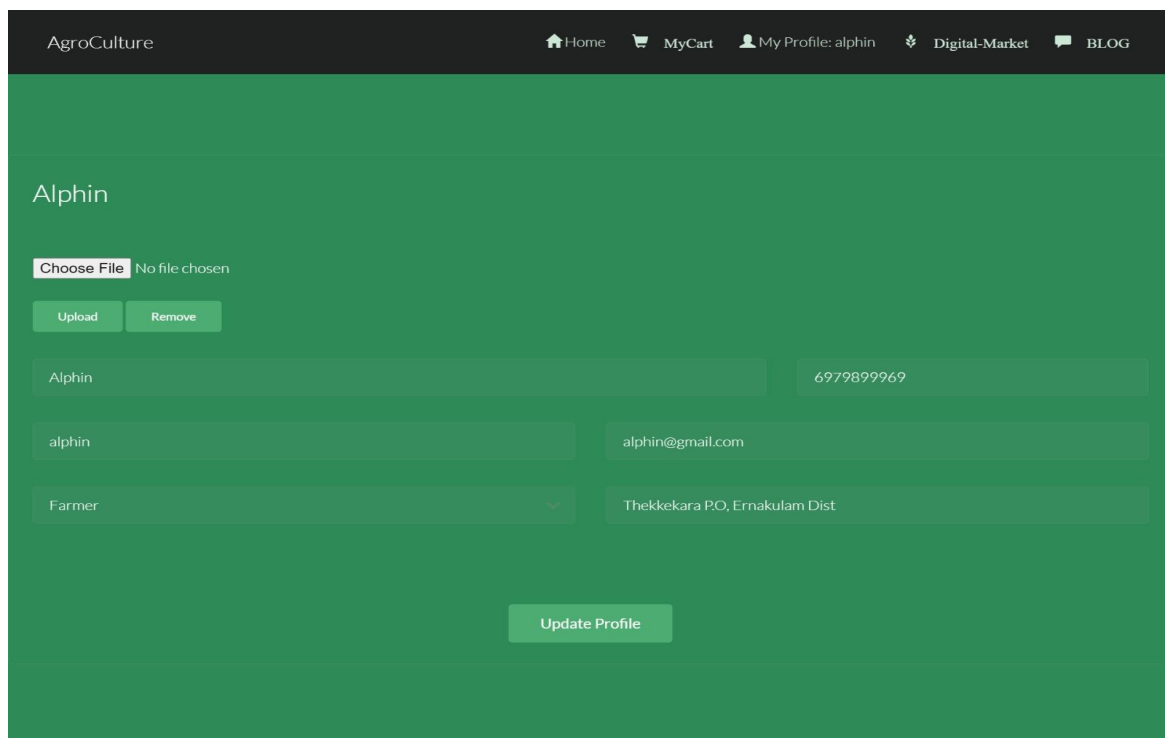 AgroCulture Home MyCart My Profile: alphin Digital-Market BLOG
Alphin
Choose File No file chosen
Upload Remove
Alphin 6979899969
alphin alphin@gmail.com
Farmer Thekkekara P.O, Ernakulam Dist
Update Profile